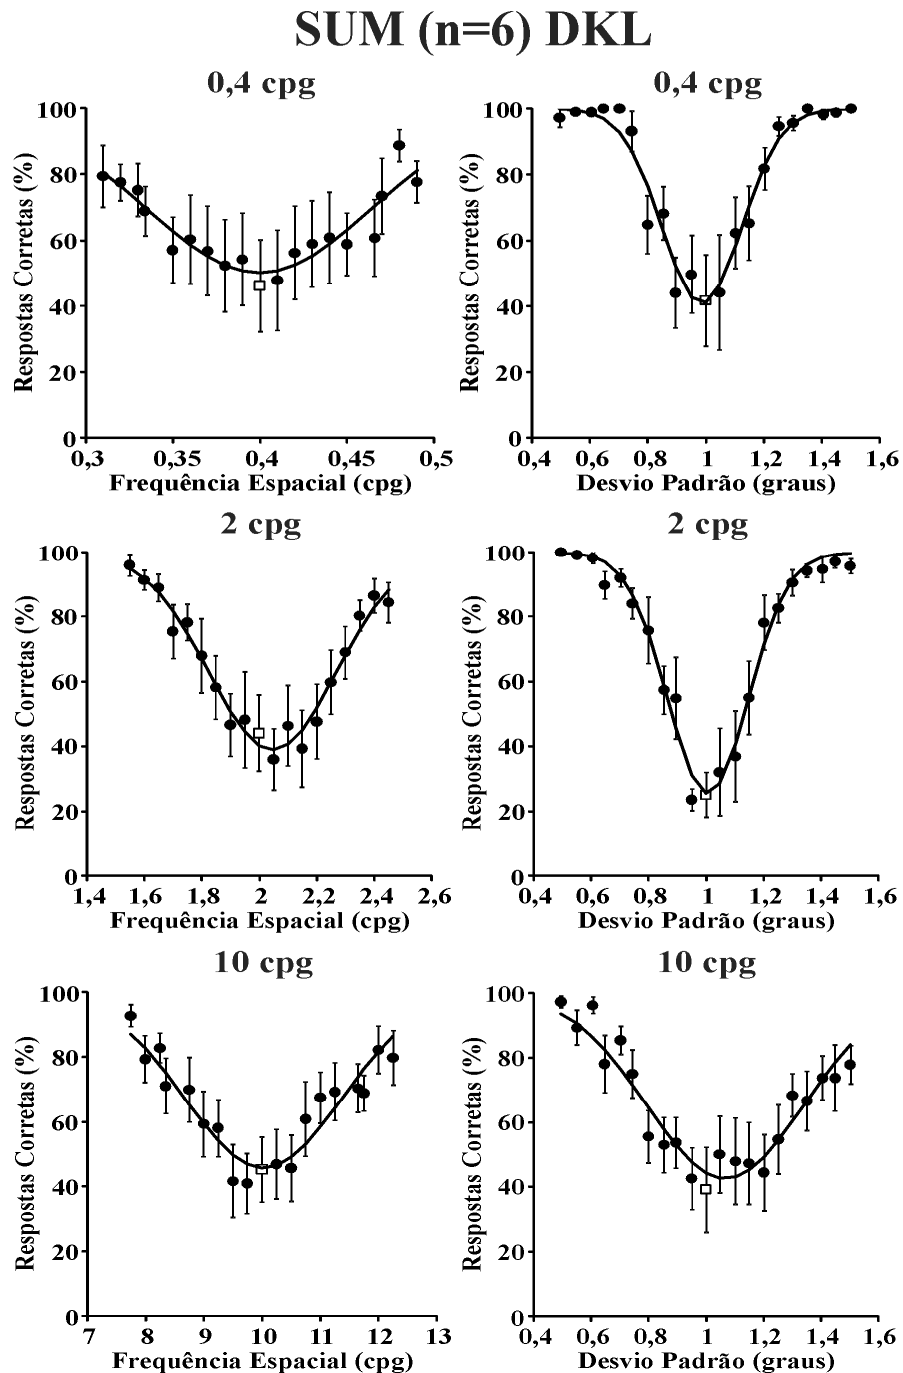 SUM (n=6) DKL
0,4 cpg
Respostas Corretas (%)
100
80
60
40
20
0
0,3 0,35 0,4 0,45 0,5
Frequência Espacial (cpg)
0,4 cpg
Respostas Corretas (%)
100
80
60
40
20
0
0,4 0,6 0,8 1 1,2 1,4 1,6
Desvio Padrão (graus)
2 cpg
Respostas Corretas (%)
100
80
60
40
20
0
1,4 1,6 1,8 2 2,2 2,4 2,6
Frequência Espacial (cpg)
2 cpg
Respostas Corretas (%)
100
80
60
40
20
0
0,4 0,6 0,8 1 1,2 1,4 1,6
Desvio Padrão (graus)
10 cpg
Respostas Corretas (%)
100
80
60
40
20
0
7 8 9 10 11 12 13
Frequência Espacial (cpg)
10 cpg
Respostas Corretas (%)
100
80
60
40
20
0
0,4 0,6 0,8 1 1,2 1,4 1,6
Desvio Padrão (graus)